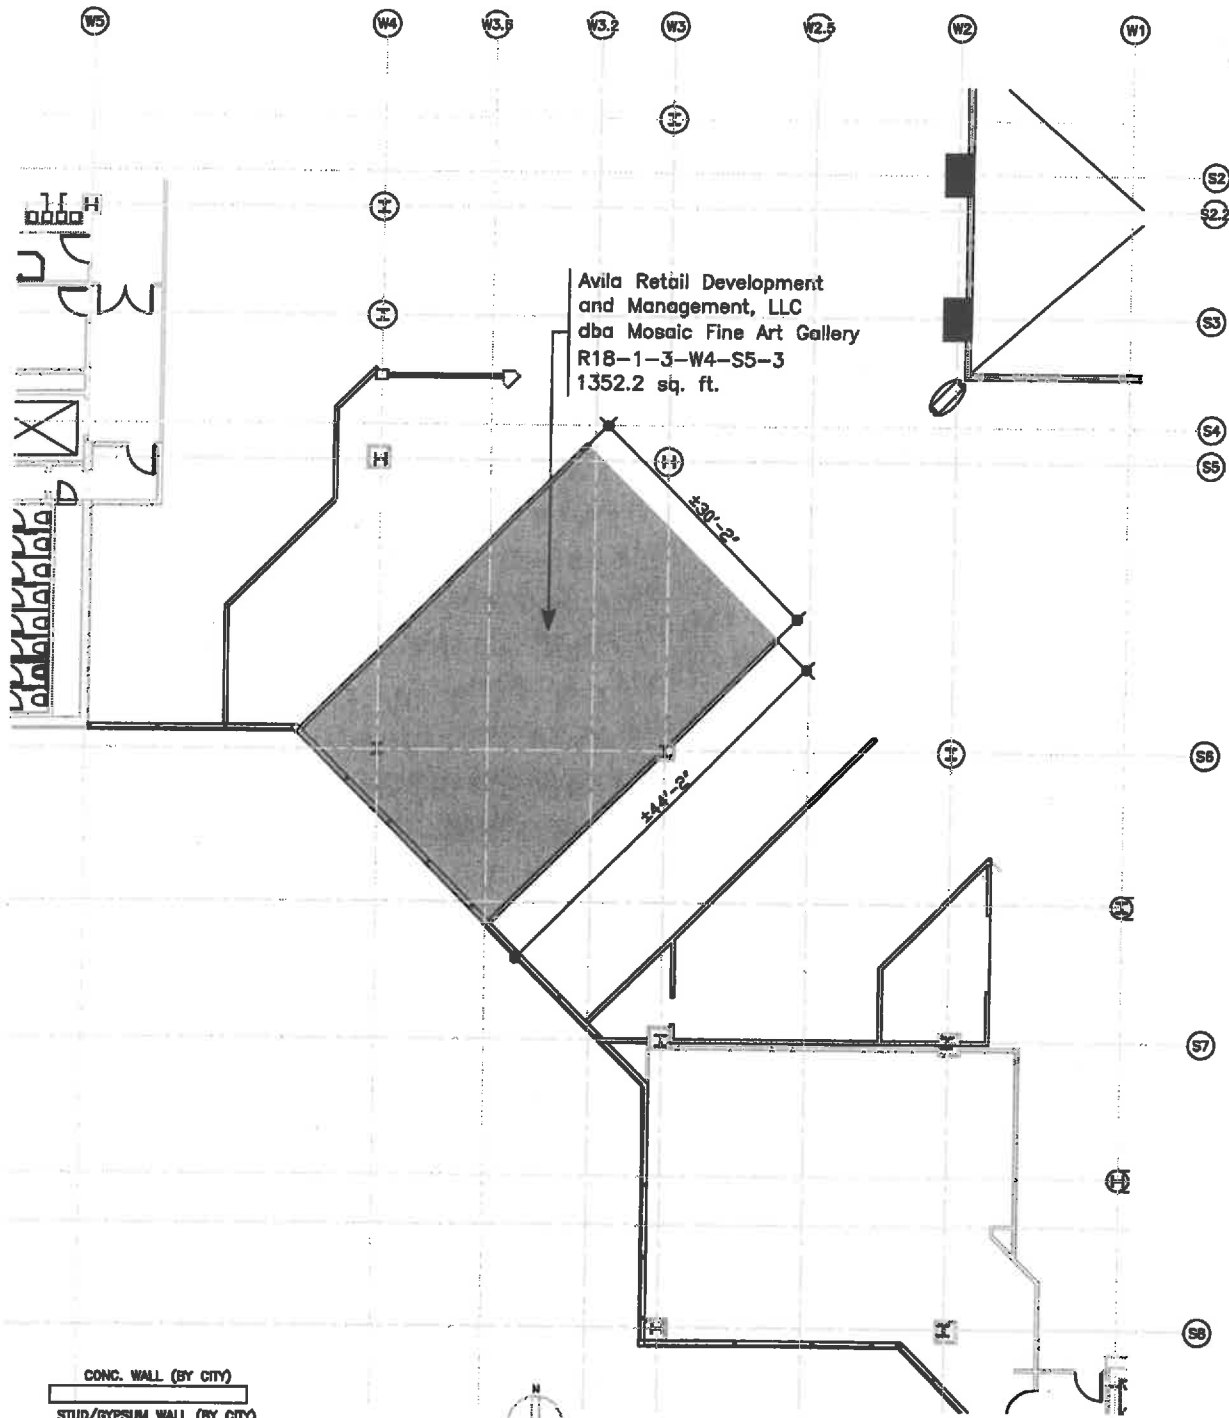 W5 W4 W3.6 W3.2 W3 W2.5 W2 W1
S2
S2.2
Avila Retail Development
and Management, LLC
dba Mosaic Fine Art Gallery
R18-1-3-W4-S5-3
1352.2 sq. ft.
S3
S4
S5
±30'-2"
S6
±44'-2"
S7
S8
CONC. WALL (BY CITY)
STUD/GYPSUM WALL (BY CITY)
N